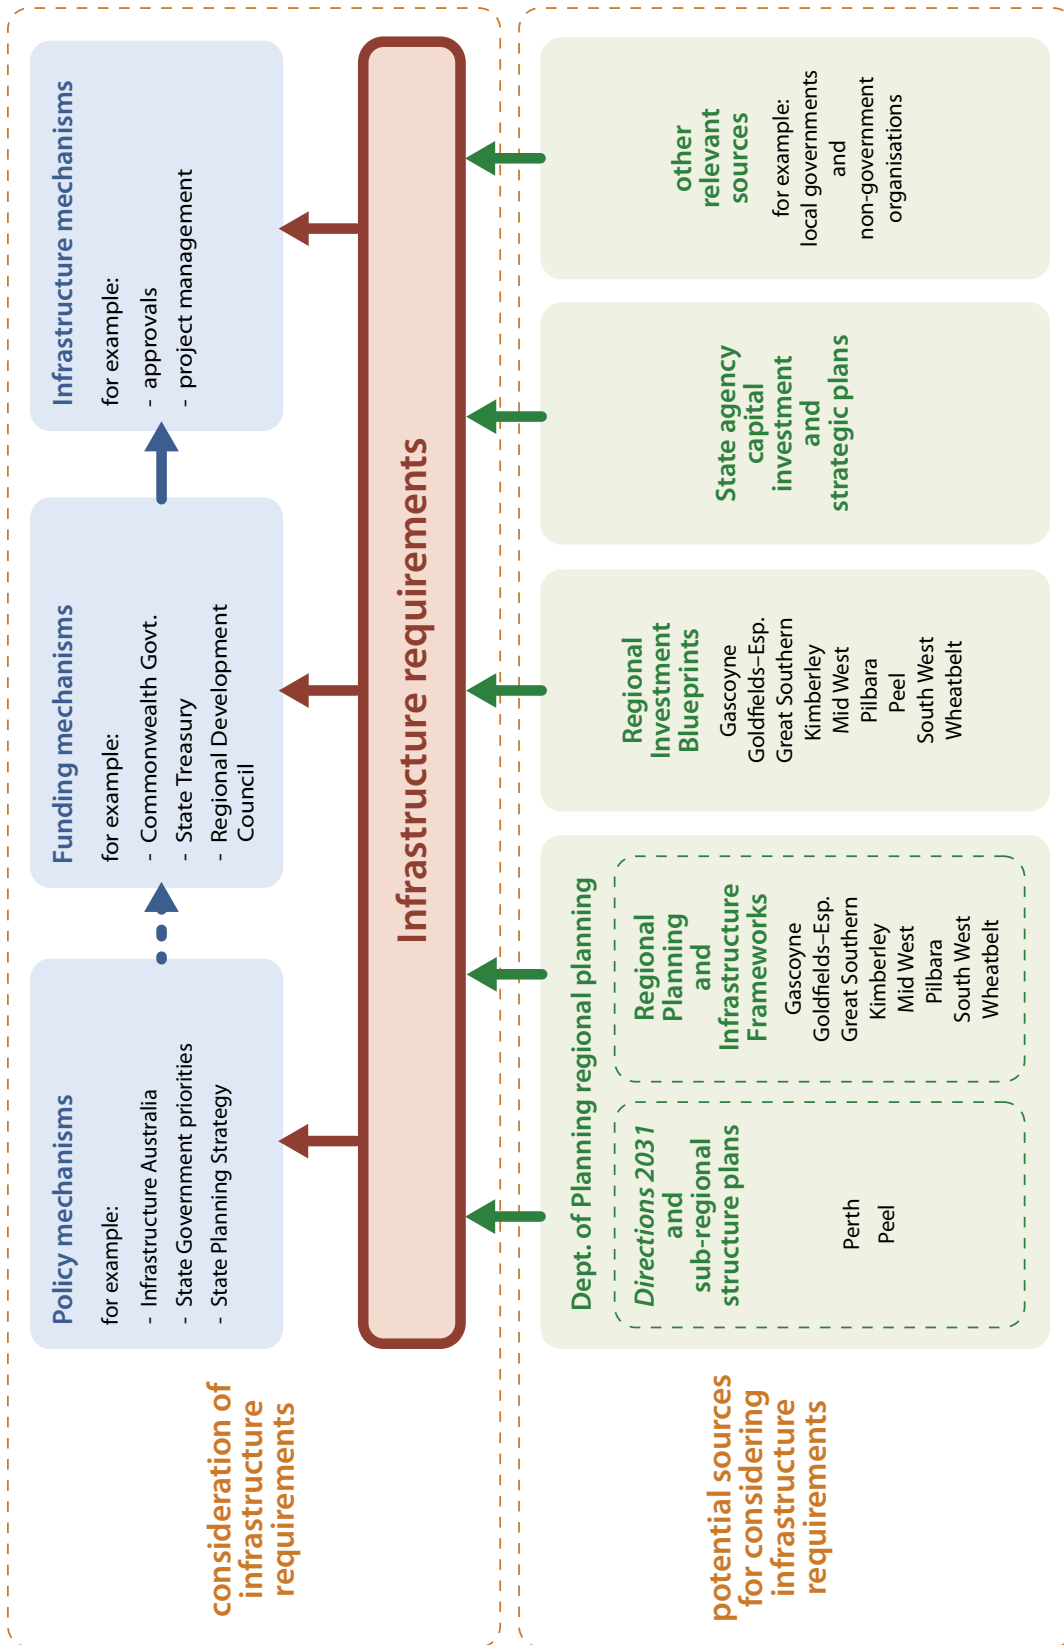 consideration of
infrastructure
requirements
Policy mechanisms
for example:
- Infrastructure Australia
- State Government priorities
- State Planning Strategy
Funding mechanisms
for example:
- Commonwealth Govt.
- State Treasury
- Regional Development
Council
Infrastructure mechanisms
for example:
- approvals
- project management
Infrastructure requirements
potential sources
for considering
infrastructure
requirements
Dept. of Planning regional planning
Directions 2031
and
sub-regional
structure plans
Perth
Peel
Regional
Planning
and
Infrastructure
Frameworks
Gascoyne
Goldfields–Esp.
Great Southern
Kimberley
Mid West
Pilbara
South West
Wheatbelt
Regional
Investment
Blueprints
Gascoyne
Goldfields–Esp.
Great Southern
Kimberley
Mid West
Pilbara
Peel
South West
Wheatbelt
State agency
capital
investment
and
strategic plans
other
relevant
sources
for example:
local governments
and
non-government
organisations